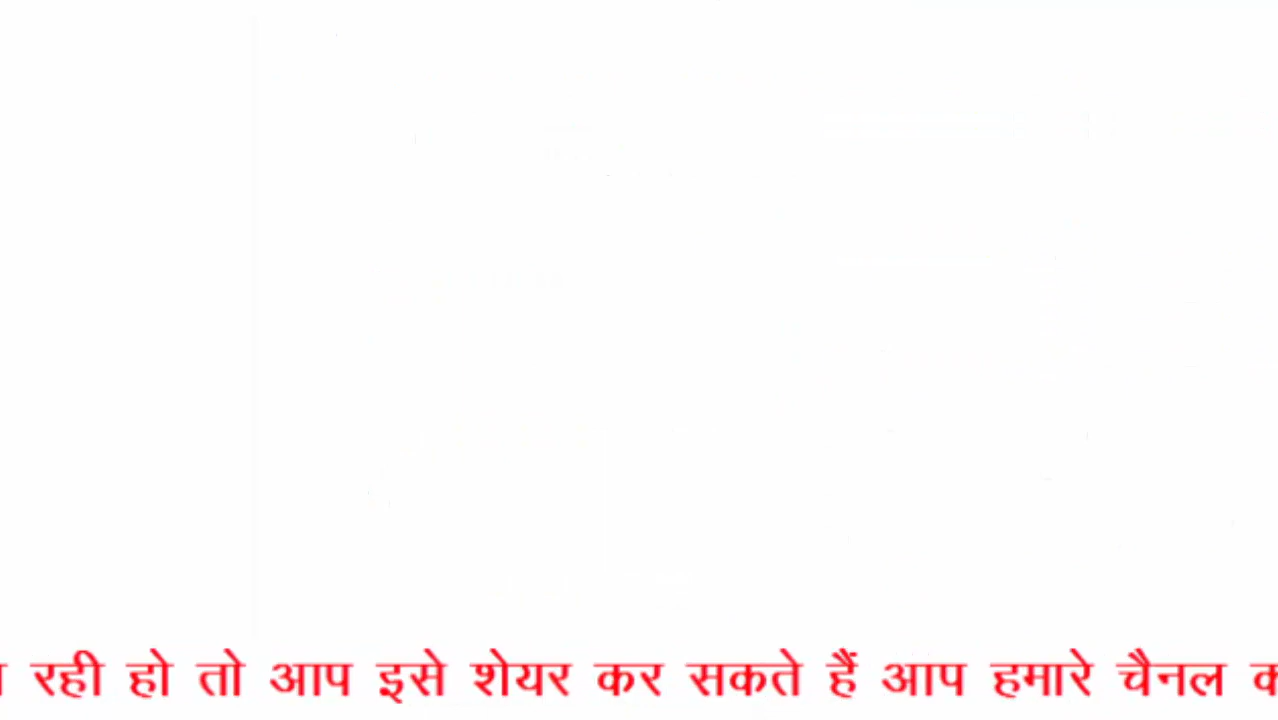 रही हो तो आप इसे शेयर कर सकते हैं आप हमारे चैनल